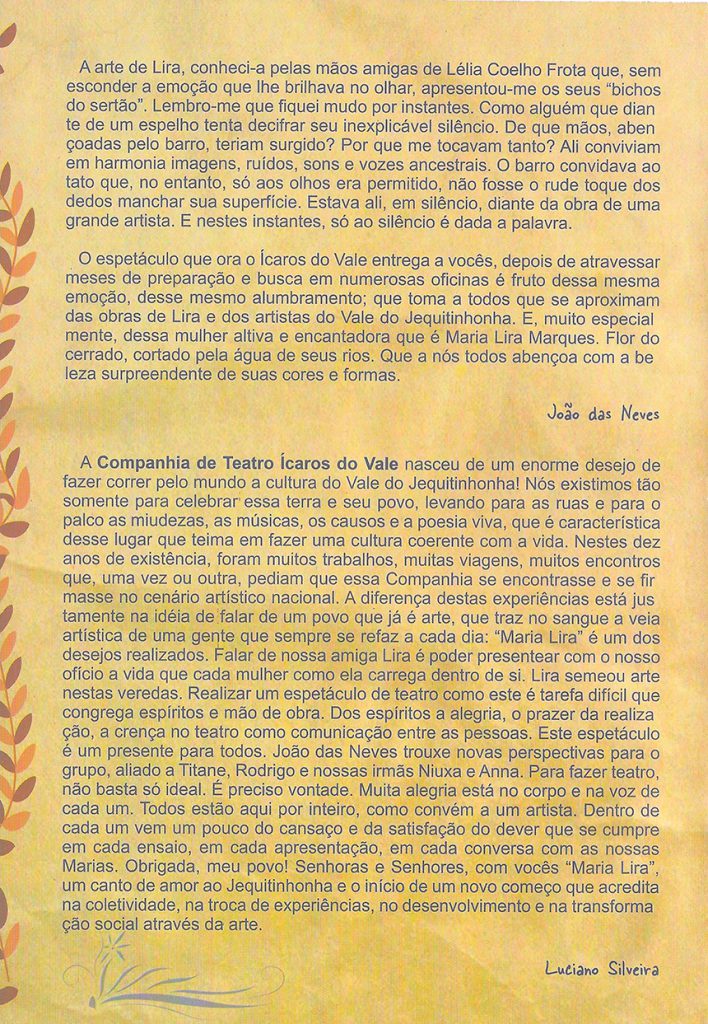 A arte de Lira, conheci-a pelas mãos amigas de Lélia Coelho Frota que, sem
esconder a emoção que lhe brilhava no olhar, apresentou-me os seus “bichos
do sertão”. Lembro-me que fiquei mudo por instantes. Como alguém que dian
te de um espelho tenta decifrar seu inexplicável silêncio. De que mãos, aben
çoadas pelo barro, teriam surgido? Por que me tocavam tanto? Ali conviviam
em harmonia imagens, ruídos, sons e vozes ancestrais. O barro convidava ao
tato que, no entanto, só aos olhos era permitido, não fosse o rude toque dos
dedos manchar sua superfície. Estava ali, em silêncio, diante da obra de uma
grande artista. E nestes instantes, só ao silêncio é dada a palavra.
O espetáculo que ora o Ícaros do Vale entrega a vocês, depois de atravessar
meses de preparação e busca em numerosas oficinas é fruto dessa mesma
emoção, desse mesmo alumbramento; que toma a todos que se aproximam
das obras de Lira e dos artistas do Vale do Jequitinhonha. E, muito especial
mente, dessa mulher altiva e encantadora que é Maria Lira Marques. Flor do
cerrado, cortado pela água de seus rios. Que a nós todos abençoa com a be
leza surpreendente de suas cores e formas.
João das Neves
A Companhia de Teatro Ícaros do Vale nasceu de um enorme desejo de
fazer correr pelo mundo a cultura do Vale do Jequitinhonha! Nós existimos tão
somente para celebrar essa terra e seu povo, levando para as ruas e para o
palco as miudezas, as músicas, os causos e a poesia viva, que é característica
desse lugar que teima em fazer uma cultura coerente com a vida. Nestes dez
anos de existência, foram muitos trabalhos, muitas viagens, muitos encontros
que, uma vez ou outra, pediam que essa Companhia se encontrasse e se fir
masse no cenário artístico nacional. A diferença destas experiências está jus
tamente na idéia de falar de um povo que já é arte, que traz no sangue a veia
artística de uma gente que sempre se refaz a cada dia: “Maria Lira” é um dos
desejos realizados. Falar de nossa amiga Lira é poder presentear com o nosso
ofício a vida que cada mulher como ela carrega dentro de si. Lira semeou arte
nestas veredas. Realizar um espetáculo de teatro como este é tarefa difícil que
congrega espíritos e mão de obra. Dos espíritos a alegria, o prazer da realiza
ção, a crença no teatro como comunicação entre as pessoas. Este espetáculo
é um presente para todos. João das Neves trouxe novas perspectivas para o
grupo, aliado a Titane, Rodrigo e nossas irmãs Niuxa e Anna. Para fazer teatro,
não basta só ideal. É preciso vontade. Muita alegria está no corpo e na voz de
cada um. Todos estão aqui por inteiro, como convém a um artista. Dentro de
cada um vem um pouco do cansaço e da satisfação do dever que se cumpre
em cada ensaio, em cada apresentação, em cada conversa com as nossas
Marias. Obrigada, meu povo! Senhoras e Senhores, com vocês “Maria Lira”,
um canto de amor ao Jequitinhonha e o início de um novo começo que acredita
na coletividade, na troca de experiências, no desenvolvimento e na transforma
ção social através da arte.
Luciano Silveira